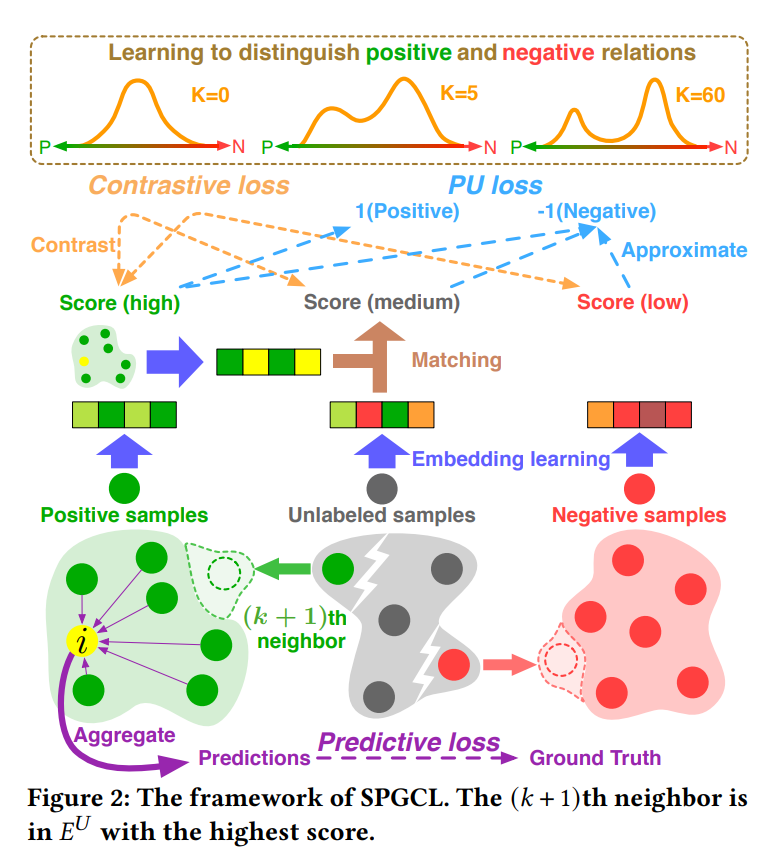 Learning to distinguish positive and negative relations
K=0
K=5
K=60
P
N
P
N
P
N
Contrastive loss
PU loss
1(Positive)
-1(Negative)
Contrast
Approximate
Score (high)
Score (medium)
Score (low)
Matching
Embedding learning
Positive samples
Unlabeled samples
Negative samples
(k + 1)th
neighbor
i
Aggregate
Predictive loss
Predictions
Ground Truth
Figure 2: The framework of SPGCL. The (k + 1)th neighbor is
in E^U with the highest score.